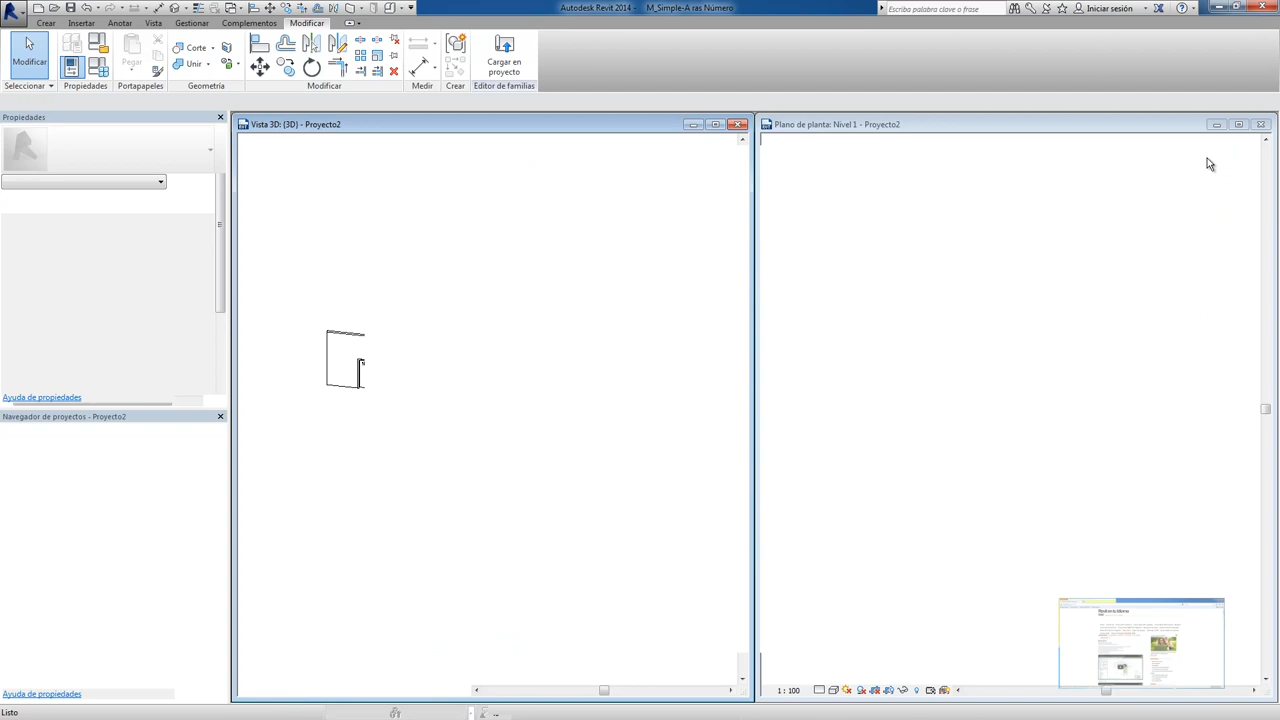 Autodesk Revit 2014 - M_Simple-A ras Número
Escriba palabra clave o frase
Iniciar sesión
Crear Insertar Anotar Vista Gestionar Complementos Modificar
Modificar
Pegar
Corte
Unir
Cargar en proyecto
Seleccionar Propiedades Portapapeles Geometría Modificar Medir Crear Editor de familias
Propiedades
Ayuda de propiedades
Navegador de proyectos - Proyecto2
Ayuda de propiedades
Listo
Vista 3D: {3D} - Proyecto2
Plano de planta: Nivel 1 - Proyecto2
1 : 100